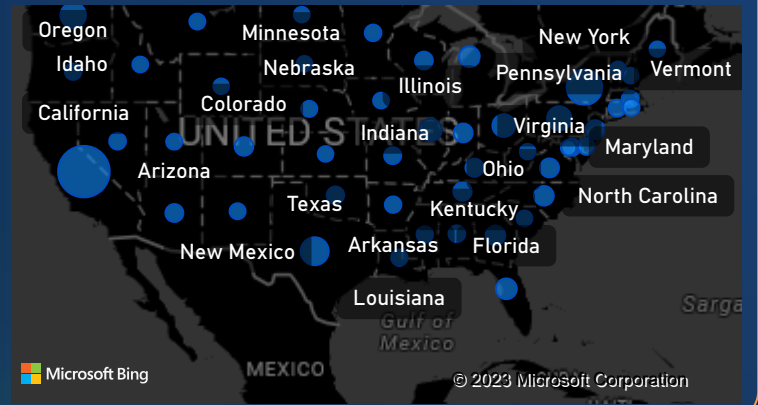 Oregon
Minnesota
New York
Idaho
Nebraska
Pennsylvania
Vermont
Illinois
California
Colorado
UNITED STATES
Indiana
Virginia
Maryland
Arizona
Ohio
North Carolina
Texas
Kentucky
New Mexico
Arkansas
Florida
Louisiana
Sarga
Gulf of
Mexico
MEXICO
Microsoft Bing
© 2023 Microsoft Corporation